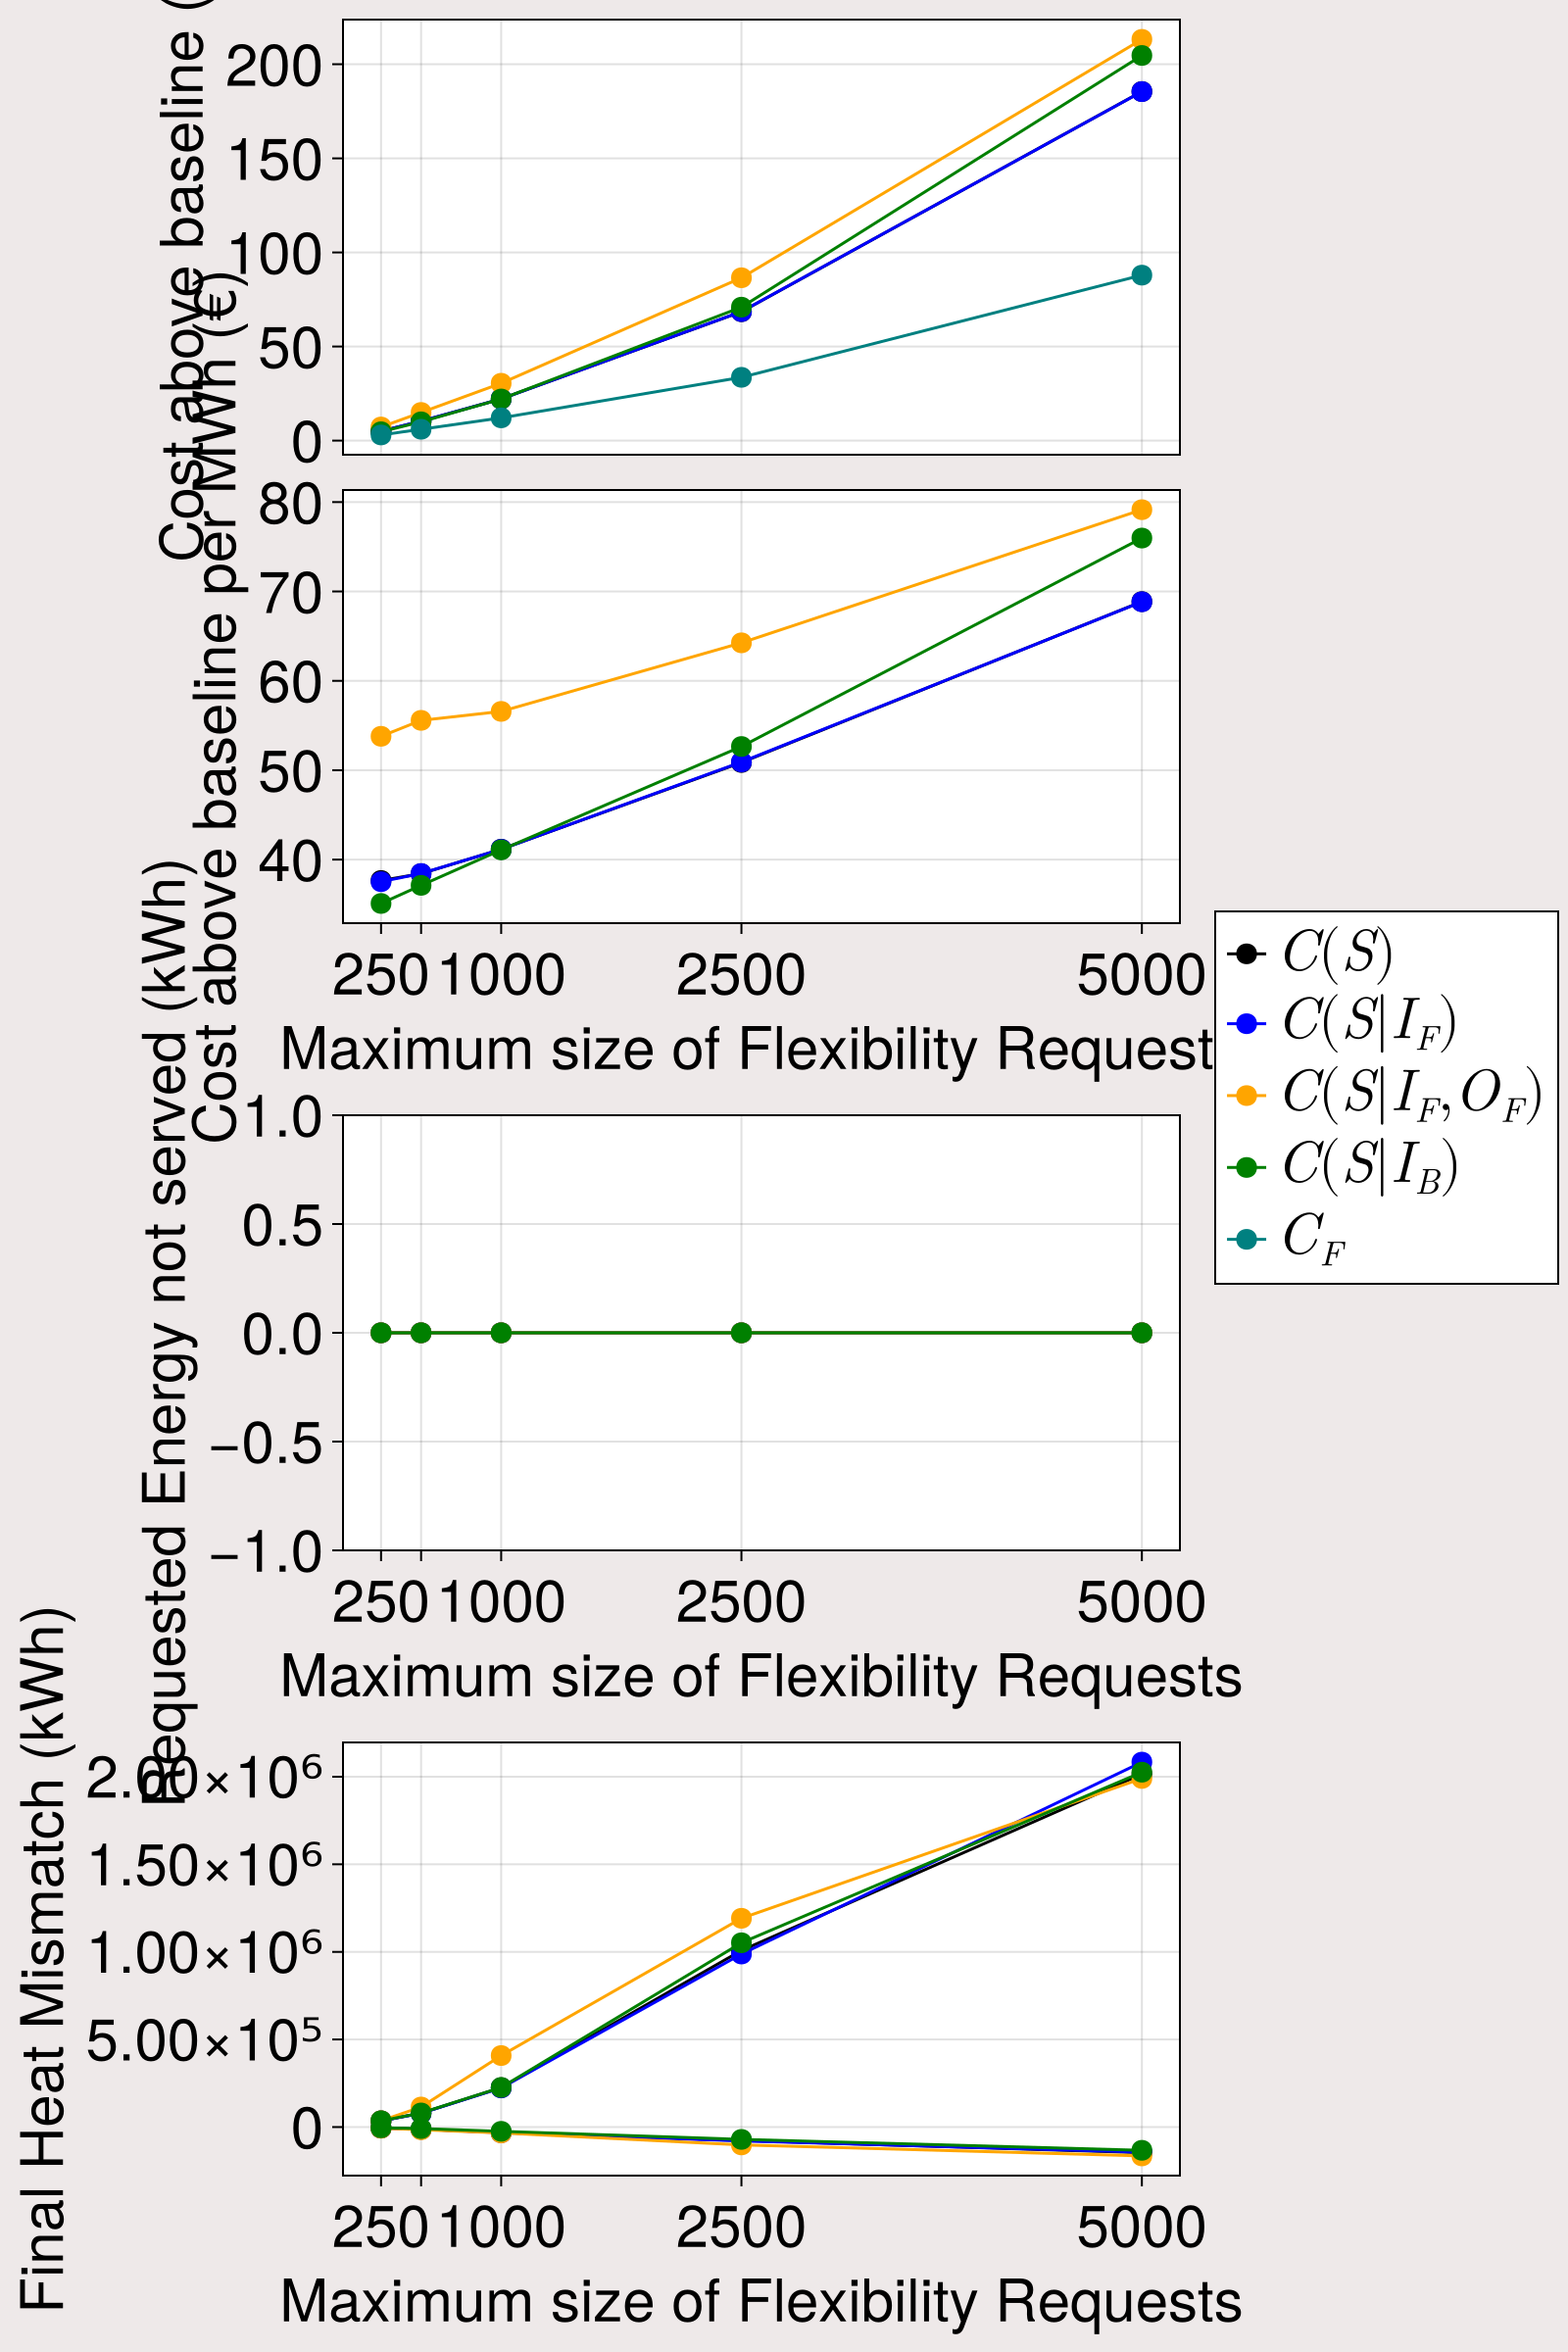 Cost above baseline (
200
150
100
50
0
Cost above baseline per MWh (€)
80
70
60
50
40
250 1000 2500 5000
Maximum size of Flexibility Request
C(S)
C(S|I_F)
C(S|I_F, O_F)
C(S|I_B)
C_F
Requested Energy not served (kWh)
1.0
0.5
0.0
−0.5
−1.0
250 1000 2500 5000
Maximum size of Flexibility Requests
Final Heat Mismatch (kWh)
2.00×10⁶
1.50×10⁶
1.00×10⁶
5.00×10⁵
0
250 1000 2500 5000
Maximum size of Flexibility Requests